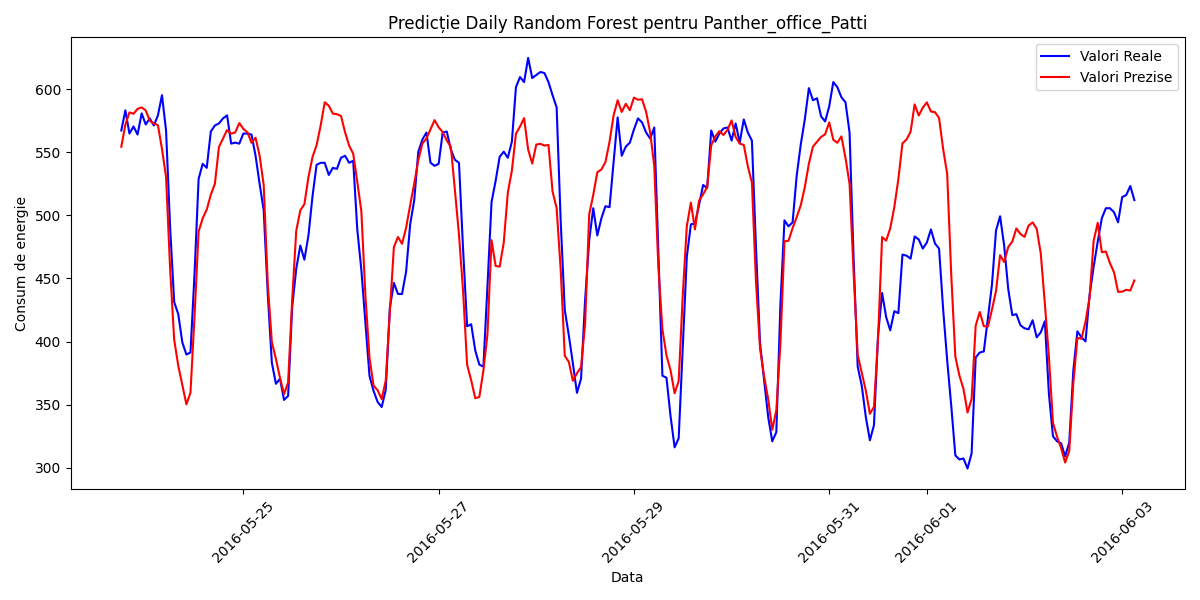 Predicție Daily Random Forest pentru Panther_office_Patti
Valori Reale
Valori Prezise
Consum de energie
600
550
500
450
400
350
300
2016-05-25
2016-05-27
2016-05-29
2016-05-31
2016-06-01
2016-06-03
Data